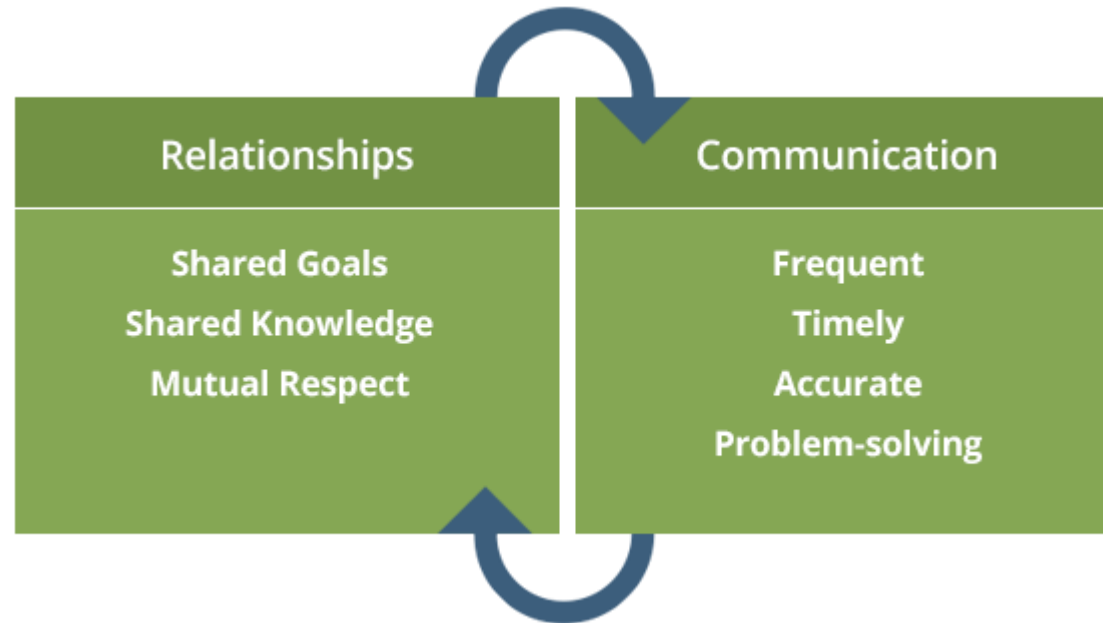 Relationships
Shared Goals
Shared Knowledge
Mutual Respect
Communication
Frequent
Timely
Accurate
Problem-solving